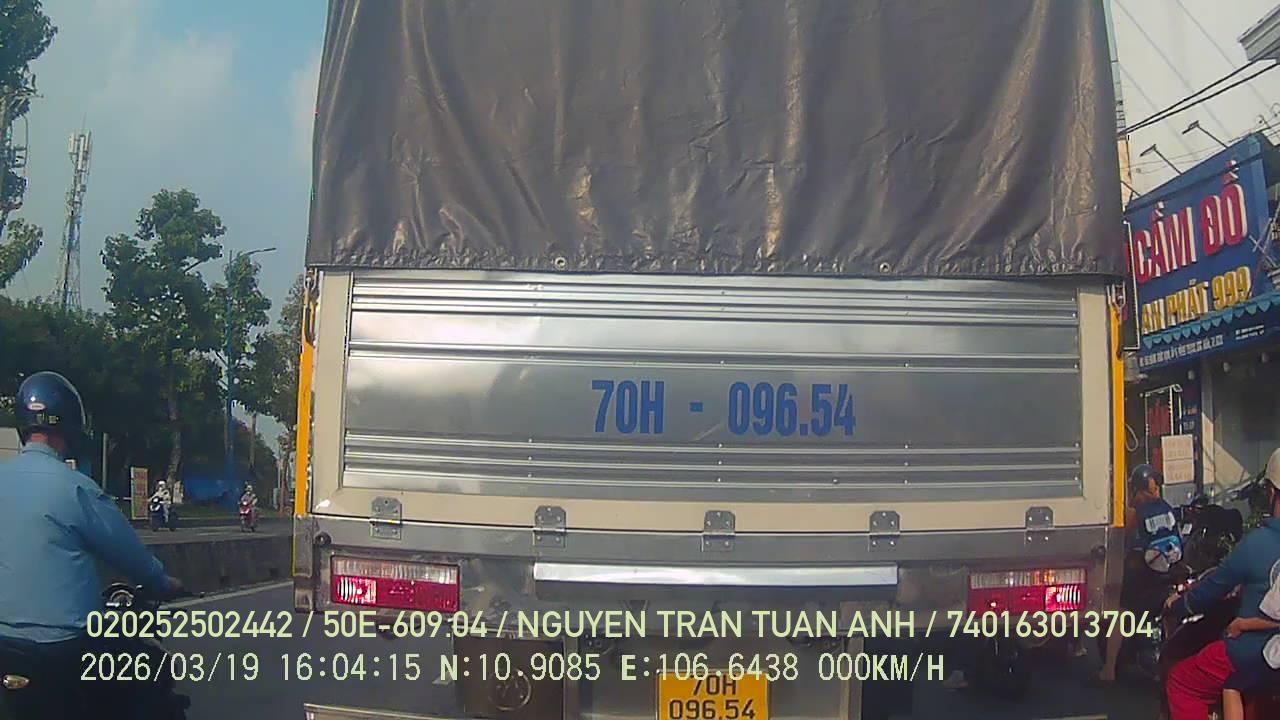 CẦM ĐỒ
AN PHÁT 999
70H - 096.54
020252502442 / 50E-609.04 / NGUYEN TRAN TUAN ANH / 740163013704
2026/03/19 16:04:15 N:10.9085 E:106.6438 000KM/H
70H
096.54